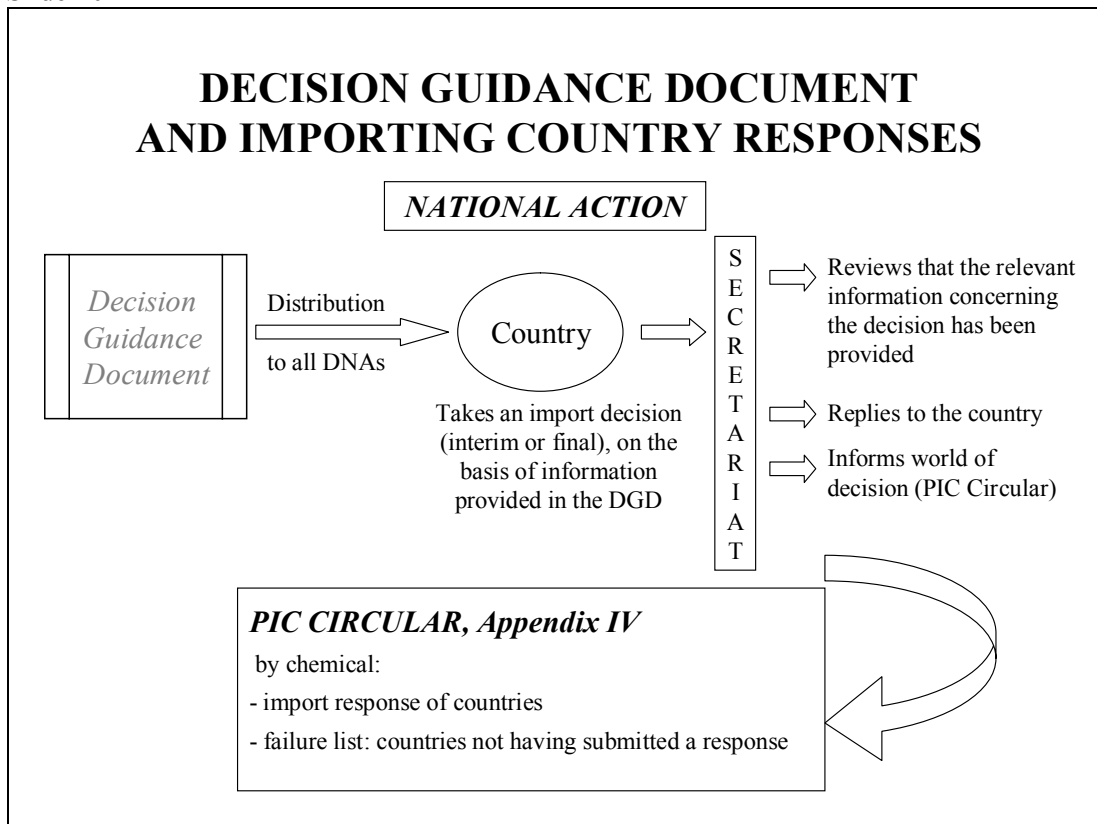 DECISION GUIDANCE DOCUMENT
AND IMPORTING COUNTRY RESPONSES
NATIONAL ACTION
Decision
Guidance
Document
Distribution
to all DNAs
Country
Takes an import decision
(interim or final), on the
basis of information
provided in the DGD
S
E
C
R
E
T
A
R
I
A
T
Reviews that the relevant
information concerning
the decision has been
provided
Replies to the country
Informs world of
decision (PIC Circular)
PIC CIRCULAR, Appendix IV
by chemical:
- import response of countries
- failure list: countries not having submitted a response